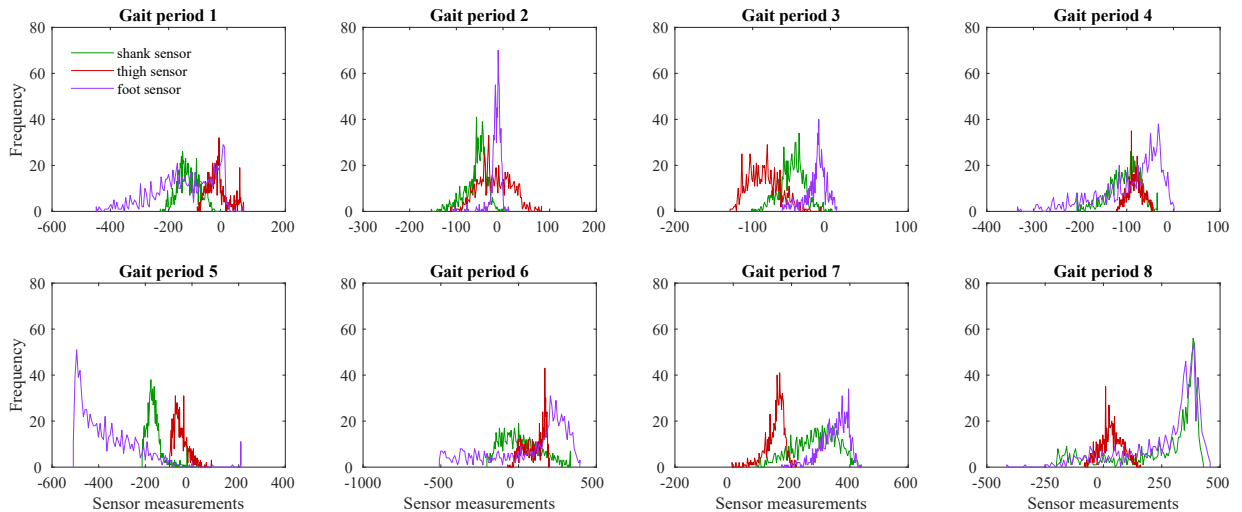 Gait period 1
Gait period 2
Gait period 3
Gait period 4
80
60
40
20
0
Frequency
shank sensor
thigh sensor
foot sensor
-600 -400 -200 0 200
80
60
40
20
0
-300 -200 -100 0 100 200
80
60
40
20
0
-200 -100 0 100
80
60
40
20
0
-400 -300 -200 -100 0 100
Gait period 5
Gait period 6
Gait period 7
Gait period 8
80
60
40
20
0
Frequency
-600 -400 -200 0 200 400
Sensor measurements
80
60
40
20
0
-1000 -500 0 500
Sensor measurements
80
60
40
20
0
-200 0 200 400 600
Sensor measurements
80
60
40
20
0
-500 -250 0 250 500
Sensor measurements